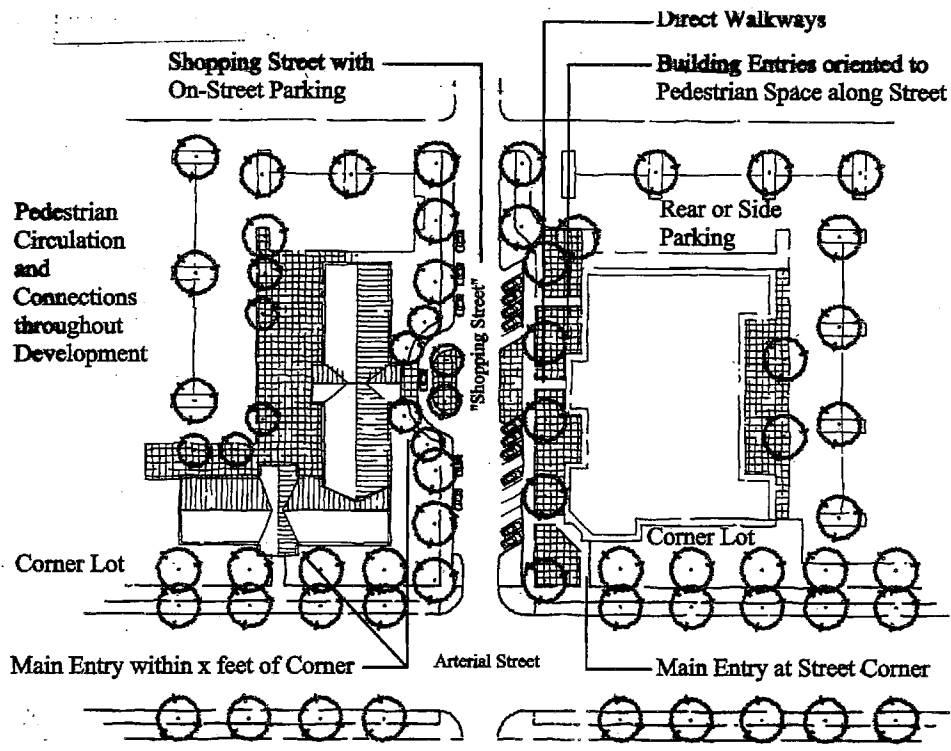 Direct Walkways
Shopping Street with
On-Street Parking
Building Entries oriented to
Pedestrian Space along Street
Pedestrian
Circulation
and
Connections
throughout
Development
Rear or Side
Parking
"Shopping Street"
Corner Lot
Corner Lot
Main Entry within x feet of Corner
Arterial Street
Main Entry at Street Corner